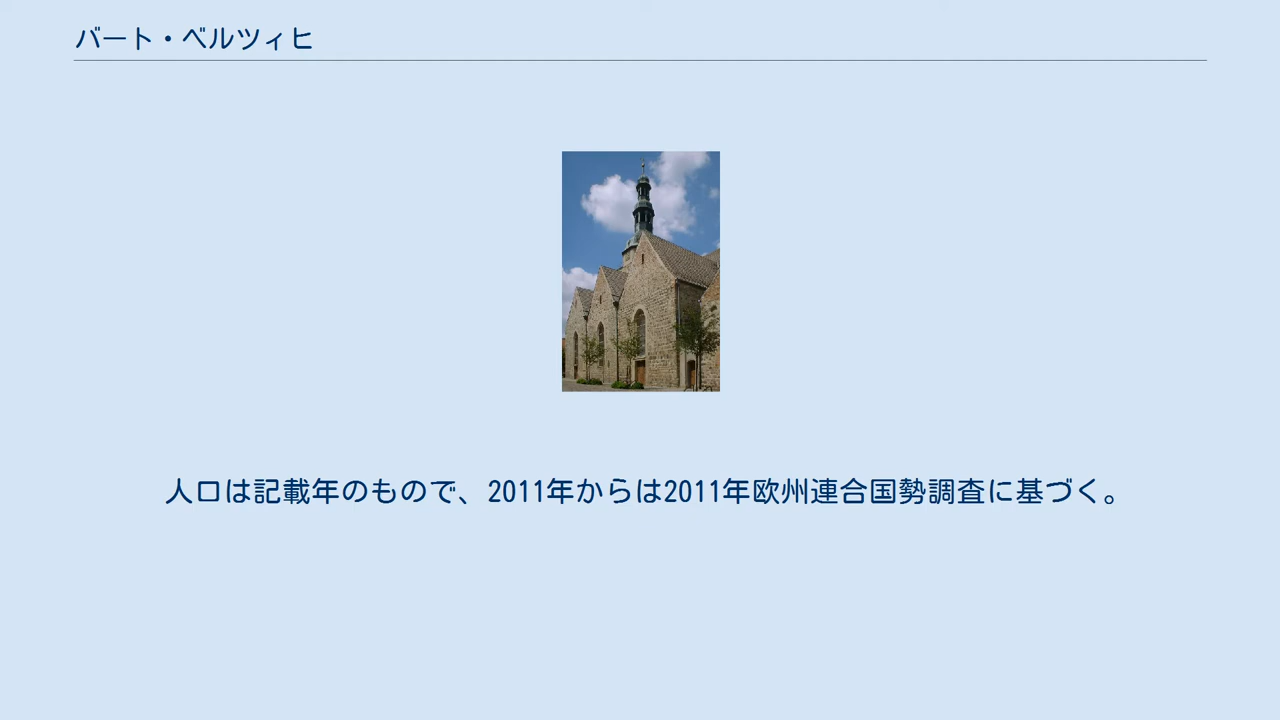 バート・ベルツィヒ
人口は記載年のもので、2011年からは2011年欧州連合国勢調査に基づく。